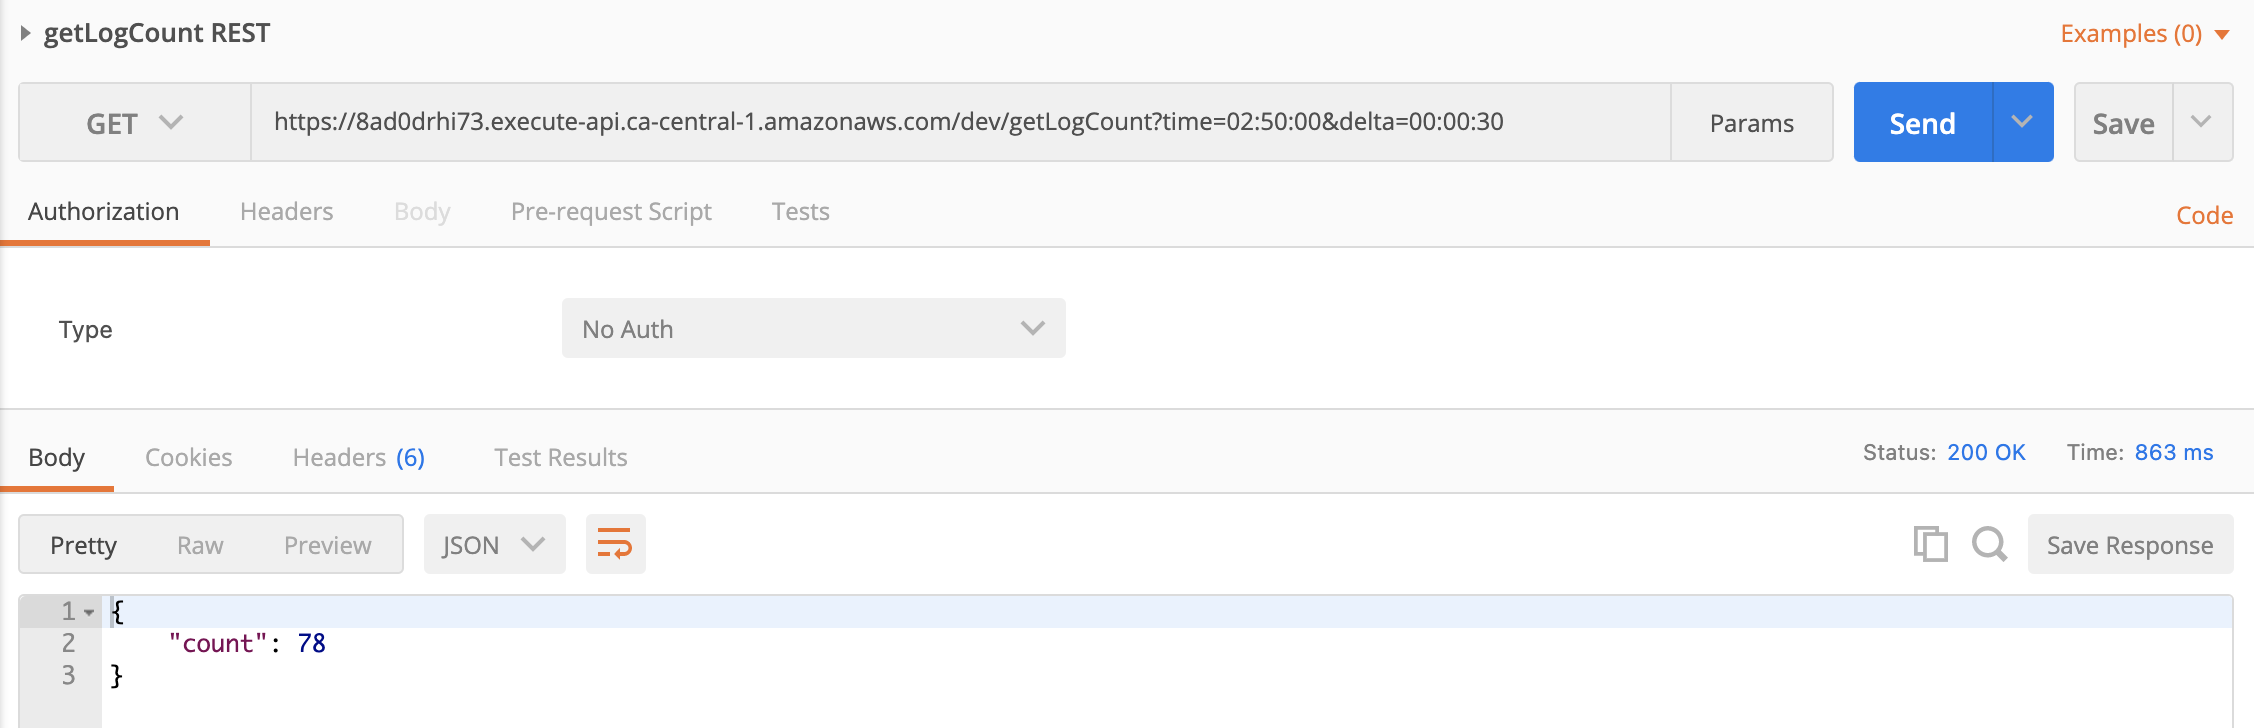 getLogCount REST
Examples (0)
GET
https://8ad0drhi73.execute-api.ca-central-1.amazonaws.com/dev/getLogCount?time=02:50:00&delta=00:00:30
Params
Send
Save
Authorization Headers Body Pre-request Script Tests
Code
Type
No Auth
Body Cookies Headers (6) Test Results
Status: 200 OK Time: 863 ms
Pretty Raw Preview
JSON
Save Response
1 {
2 "count": 78
3 }